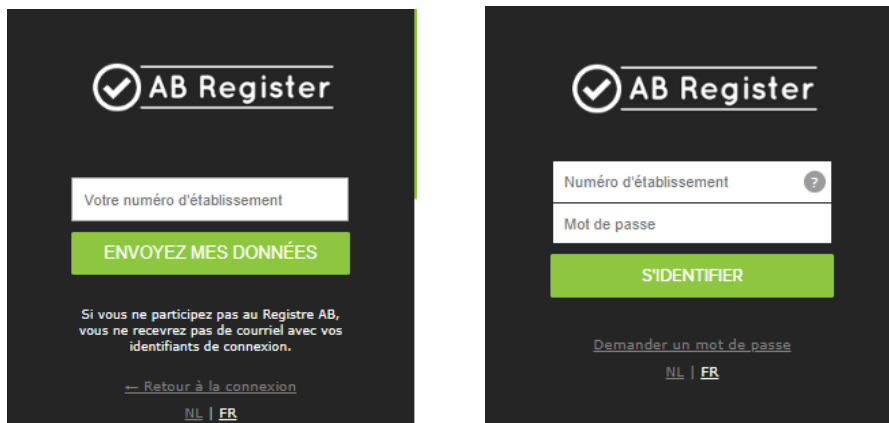 AB Register
Votre numéro d'établissement
ENVOYEZ MES DONNÉES
Si vous ne participez pas au Registre AB,
vous ne recevrez pas de courriel avec vos
identifiants de connexion.
← Retour à la connexion
NL | FR
AB Register
Numéro d'établissement ?
Mot de passe
S'IDENTIFIER
Demander un mot de passe
NL | FR